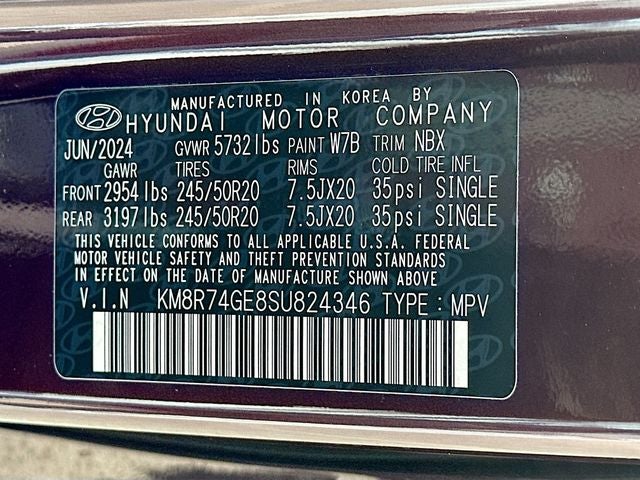 MANUFACTURED IN KOREA BY
HYUNDAI MOTOR COMPANY
JUN/2024 GVWR 5732lbs PAINT W7B TRIM NBX
GAWR TIRES RIMS COLD TIRE INFL
FRONT 2954lbs 245/50R20 7.5JX20 35psi SINGLE
REAR 3197lbs 245/50R20 7.5JX20 35psi SINGLE
THIS VEHICLE CONFORMS TO ALL APPLICABLE U.S.A. FEDERAL
MOTOR VEHICLE SAFETY AND THEFT PREVENTION STANDARDS
IN EFFECT ON THE DATE OF MANUFACTURE SHOWN ABOVE
V.I.N KM8R74GE8SU824346 TYPE: MPV